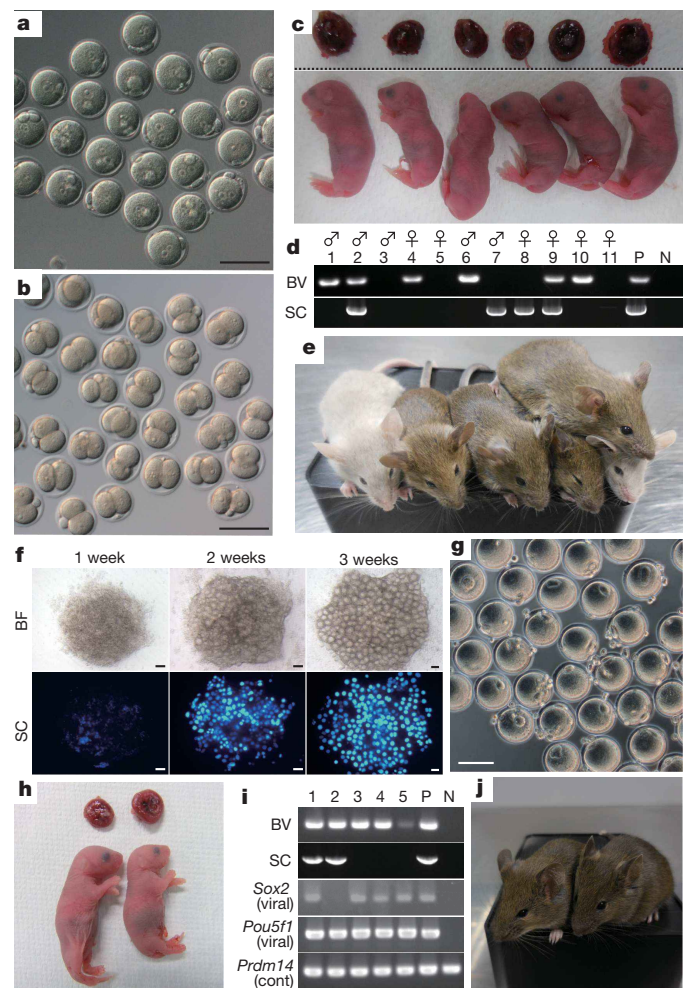 a
b
c
d
♂ ♂ ♂ ♀ ♀ ♂ ♂ ♀ ♀ ♀ ♀
1 2 3 4 5 6 7 8 9 10 11 P N
BV
SC
e
f
1 week 2 weeks 3 weeks
BF
SC
g
h
i
1 2 3 4 5 P N
BV
SC
Sox2
(viral)
Pou5f1
(viral)
Prdm14
(cont)
j